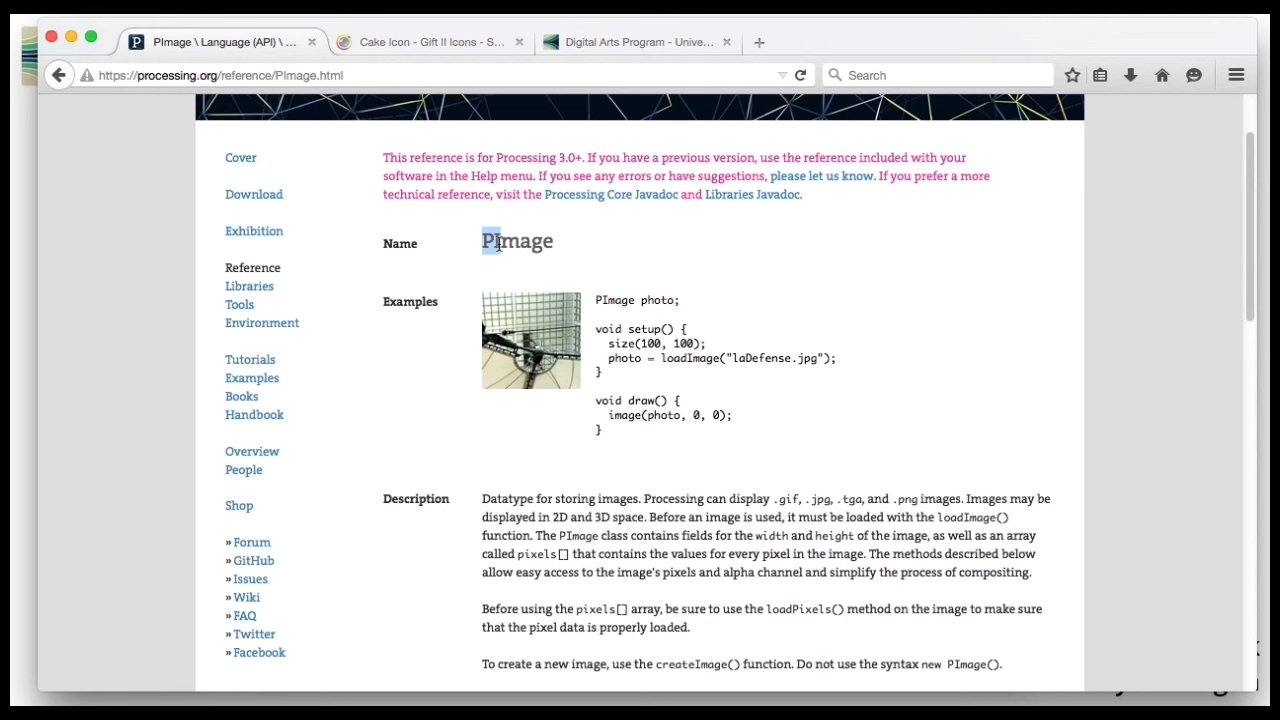 PImage \ Language (API) \ ...
Cake Icon - Gift II Icons - S...
Digital Arts Program - Unive...
https://processing.org/reference/PImage.html
Search
Cover
Download
Exhibition
Reference
Libraries
Tools
Environment
Tutorials
Examples
Books
Handbook
Overview
People
Shop
» Forum
» GitHub
» Issues
» Wiki
» FAQ
» Twitter
» Facebook
This reference is for Processing 3.0+. If you have a previous version, use the reference included with your
software in the Help menu. If you see any errors or have suggestions, please let us know. If you prefer a more
technical reference, visit the Processing Core Javadoc and Libraries Javadoc.
Name
PImage
Examples
PImage photo;
void setup() {
size(100, 100);
photo = loadImage("laDefense.jpg");
}
void draw() {
image(photo, 0, 0);
}
Description
Datatype for storing images. Processing can display .gif, .jpg, .tga, and .png images. Images may be
displayed in 2D and 3D space. Before an image is used, it must be loaded with the loadImage()
function. The PImage class contains fields for the width and height of the image, as well as an array
called pixels[] that contains the values for every pixel in the image. The methods described below
allow easy access to the image's pixels and alpha channel and simplify the process of compositing.
Before using the pixels[] array, be sure to use the loadPixels() method on the image to make sure
that the pixel data is properly loaded.
To create a new image, use the createImage() function. Do not use the syntax new PImage().